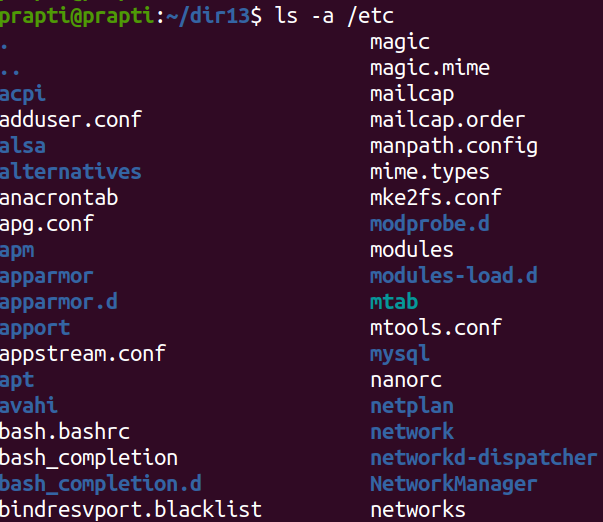 prapti@prapti:~/dir13$ ls -a /etc
. magic
.. magic.mime
acpi mailcap
adduser.conf mailcap.order
alsa manpath.config
alternatives mime.types
anacrontab mke2fs.conf
apg.conf modprobe.d
apm modules
apparmor modules-load.d
apparmor.d mtab
apport mtools.conf
appstream.conf mysql
apt nanorc
avahi netplan
bash.bashrc network
bash_completion networkd-dispatcher
bash_completion.d NetworkManager
bindresvport.blacklist networks